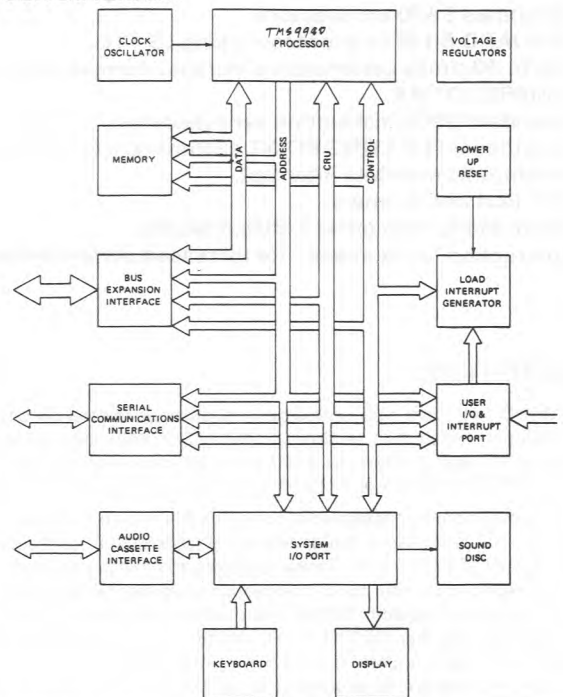 CLOCK
OSCILLATOR
TMS9980
PROCESSOR
VOLTAGE
REGULATORS
MEMORY
DATA
ADDRESS
CRU
CONTROL
POWER
UP
RESET
BUS
EXPANSION
INTERFACE
LOAD
INTERRUPT
GENERATOR
SERIAL
COMMUNICATIONS
INTERFACE
USER
I/O &
INTERRUPT
PORT
AUDIO
CASSETTE
INTERFACE
SYSTEM
I/O PORT
SOUND
DISC
KEYBOARD
DISPLAY